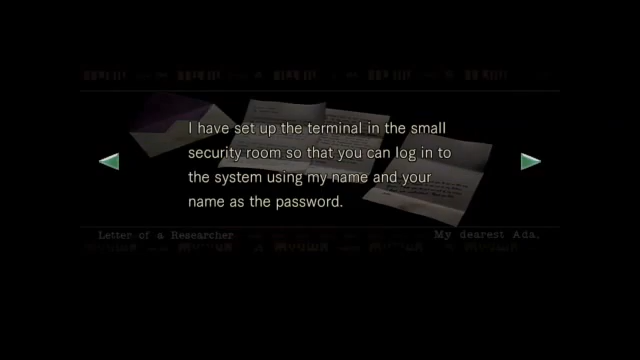 I have set up the terminal in the small
security room so that you can log in to
the system using my name and your
name as the password.
Letter of a Researcher
My dearest Ada,